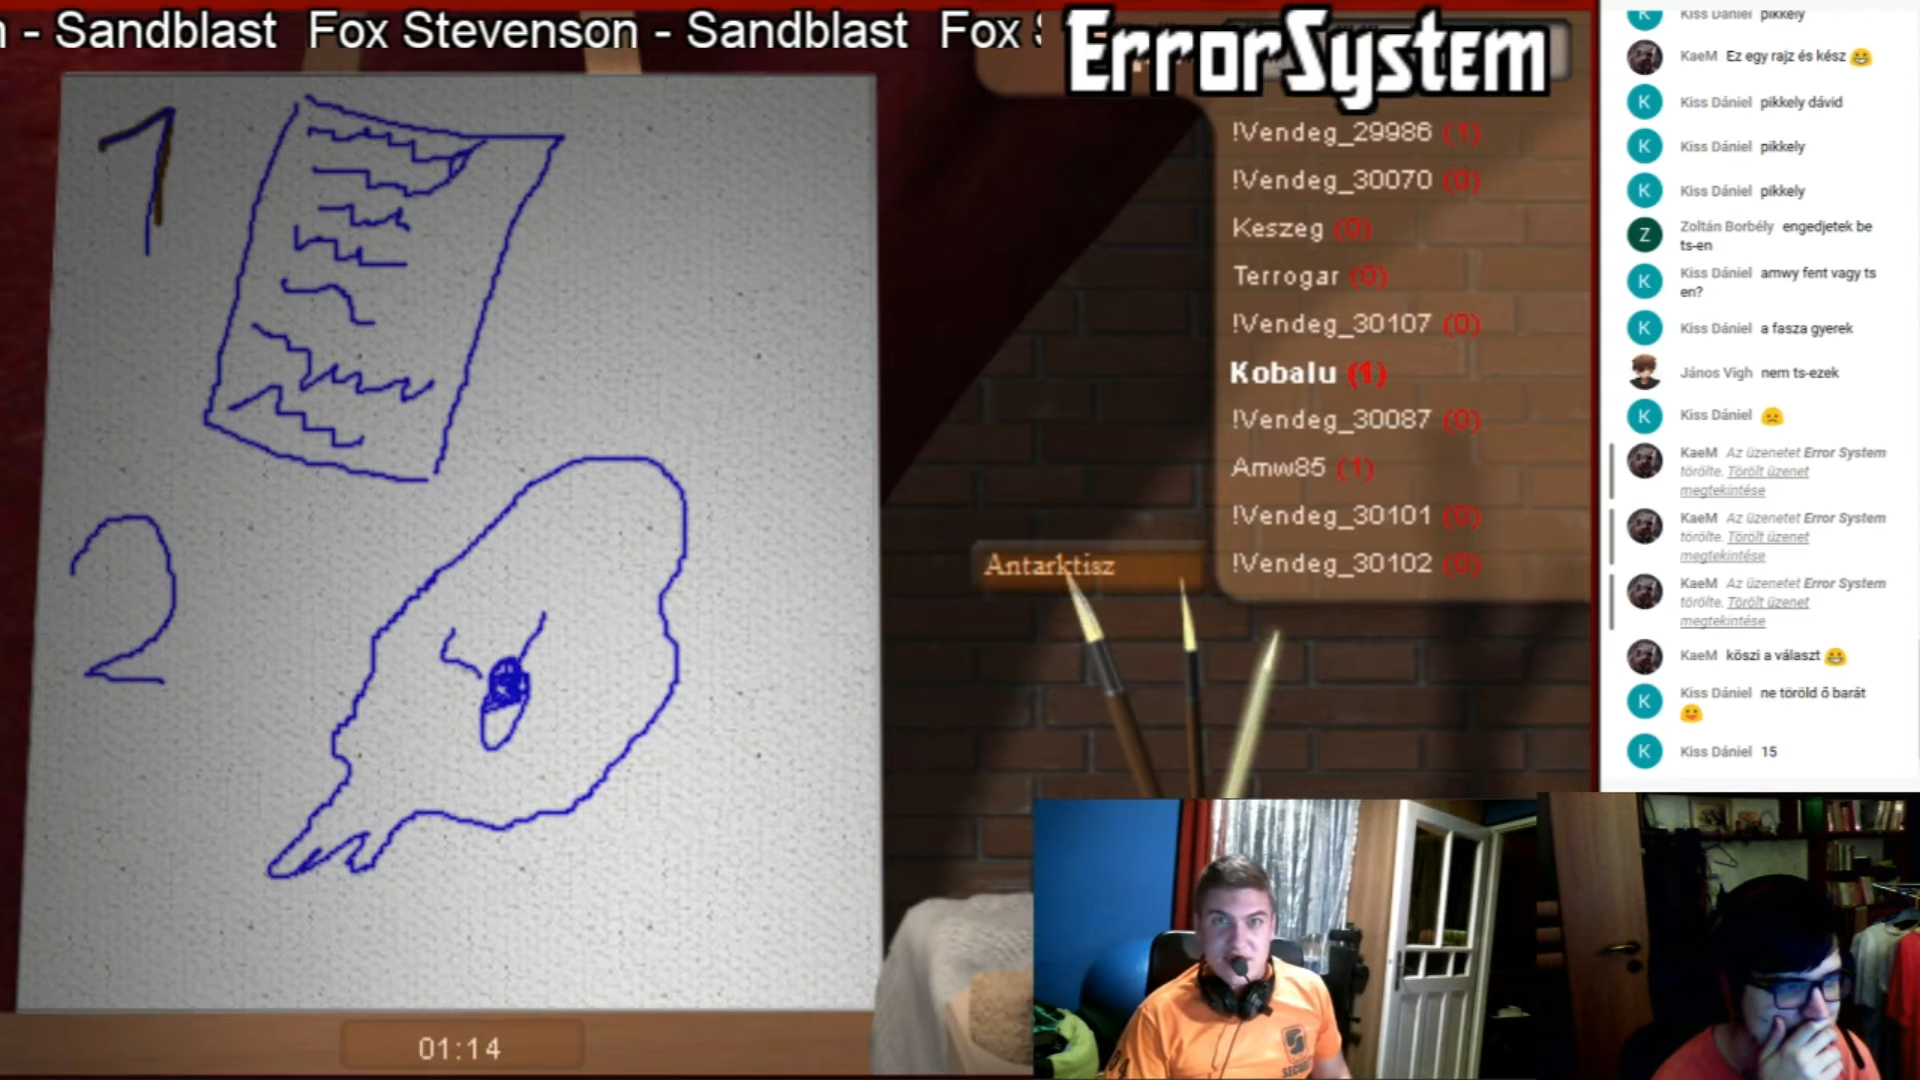 n - Sandblast Fox Stevenson - Sandblast Fox S
ErrorSystem
1
2
!Vendeg_29986 (1)
!Vendeg_30070 (0)
Keszeg (0)
Terrogar (0)
!Vendeg_30107 (0)
Kobalu (1)
!Vendeg_30087 (0)
Amw85 (1)
!Vendeg_30101 (0)
!Vendeg_30102 (0)
Antarktisz
01:14
K Kiss Dániel pikkely
KaeM Ez egy rajz és kész 😁
K Kiss Dániel pikkely dávid
K Kiss Dániel pikkely
K Kiss Dániel pikkely
Z Zoltán Borbély engedjetek be
ts-en
K Kiss Dániel amwy fent vagy ts
en?
K Kiss Dániel a fasza gyerek
János Vigh nem ts-ezek
K Kiss Dániel 🙁
KaeM Az üzenetet Error System
törölte. Törölt üzenet
megtekintése
KaeM Az üzenetet Error System
törölte. Törölt üzenet
megtekintése
KaeM Az üzenetet Error System
törölte. Törölt üzenet
megtekintése
KaeM köszi a választ 😁
K Kiss Dániel ne töröld ő barát
😛
K Kiss Dániel 15
SECURITY